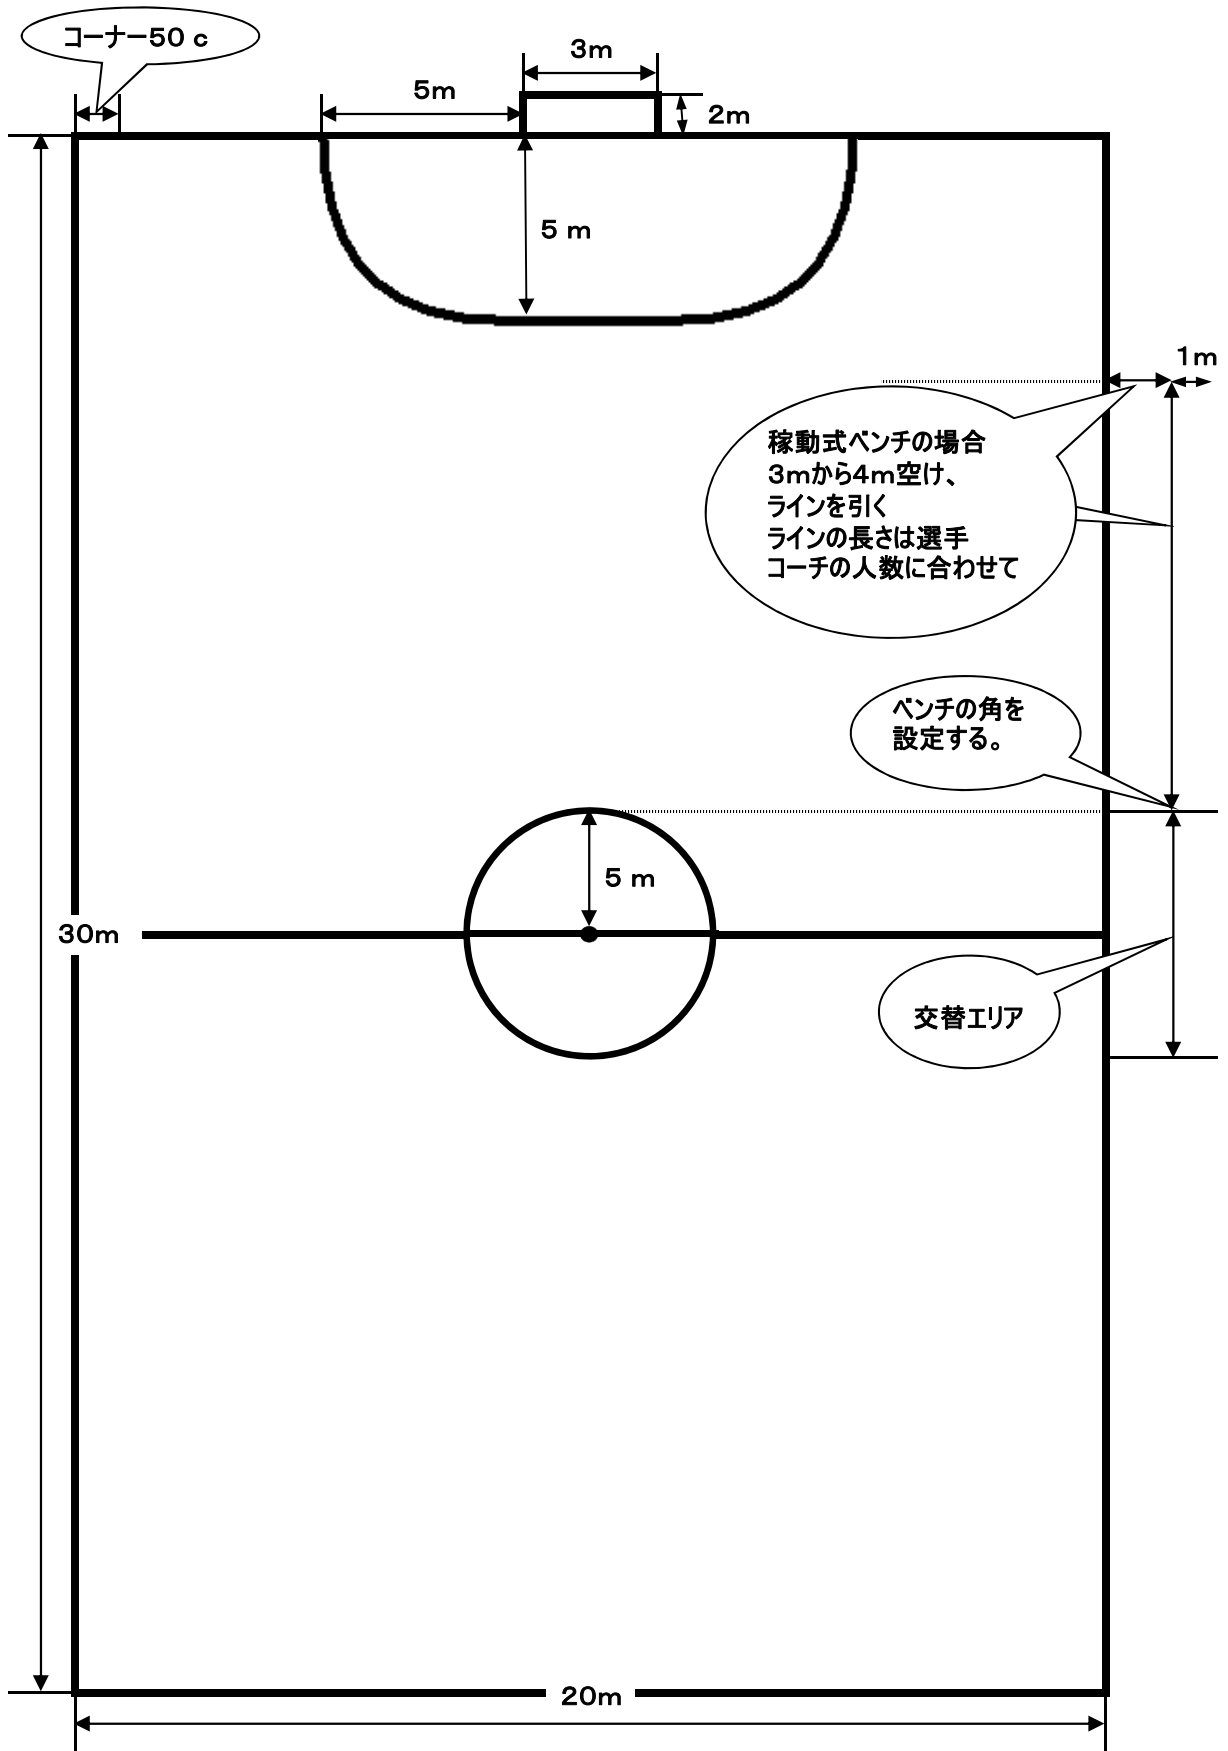 コーナー50ｃ
3m
5m
2m
5 m
1m
稼動式ベンチの場合
3mから4m空け、
ラインを引く
ラインの長さは選手
コーチの人数に合わせて
ベンチの角を
設定する。
5 m
30m
交替エリア
20m